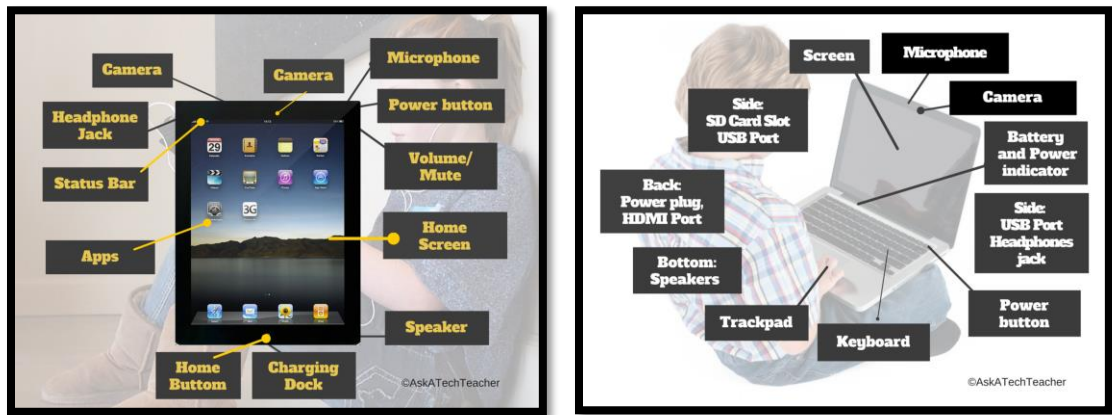 Camera
Camera
Microphone
Headphone
Jack
Power button
Status Bar
Volume/
Mute
Apps
Home
Screen
Speaker
Home
Buttom
Charging
Dock
©AskATechTeacher
29
3G
Screen
Microphone
Side:
SD Card Slot
USB Port
Camera
Battery
and Power
indicator
Back:
Power plug,
HDMI Port
Side:
USB Port
Headphones
jack
Bottom:
Speakers
Trackpad
Keyboard
Power
button
©AskATechTeacher